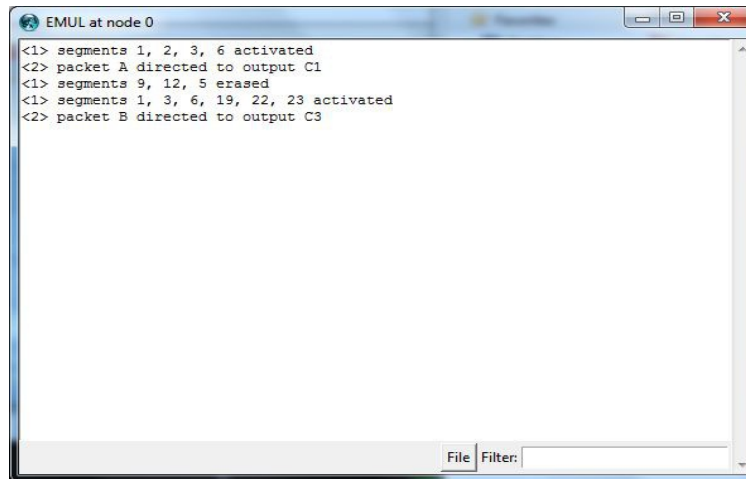 EMUL at node 0
<1> segments 1, 2, 3, 6 activated
<2> packet A directed to output C1
<1> segments 9, 12, 5 erased
<1> segments 1, 3, 6, 19, 22, 23 activated
<2> packet B directed to output C3
File Filter: